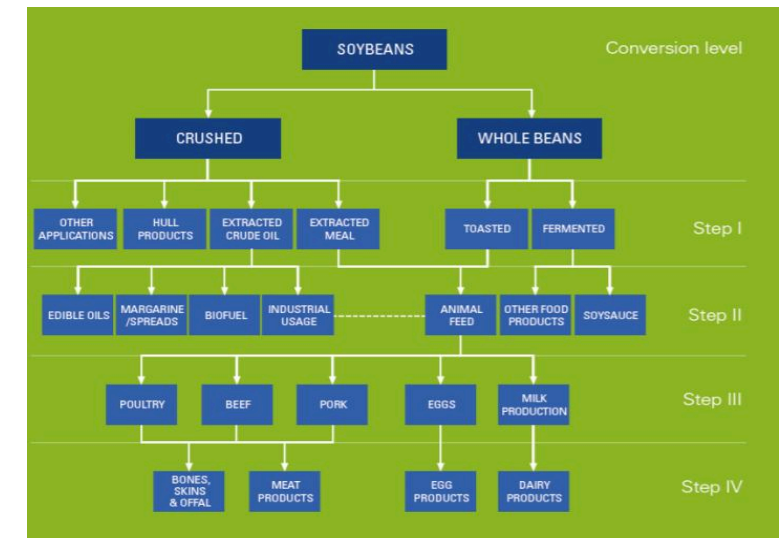 SOYBEANS
Conversion level
CRUSHED
WHOLE BEANS
OTHER
APPLICATIONS
HULL
PRODUCTS
EXTRACTED
CRUDE OIL
EXTRACTED
MEAL
TOASTED
FERMENTED
Step I
EDIBLE OILS
MARGARINE
/SPREADS
BIOFUEL
INDUSTRIAL
USAGE
ANIMAL
FEED
OTHER FOOD
PRODUCTS
SOYSAUCE
Step II
POULTRY
BEEF
PORK
EGGS
MILK
PRODUCTION
Step III
BONES,
SKINS
& OFFAL
MEAT
PRODUCTS
EGG
PRODUCTS
DAIRY
PRODUCTS
Step IV